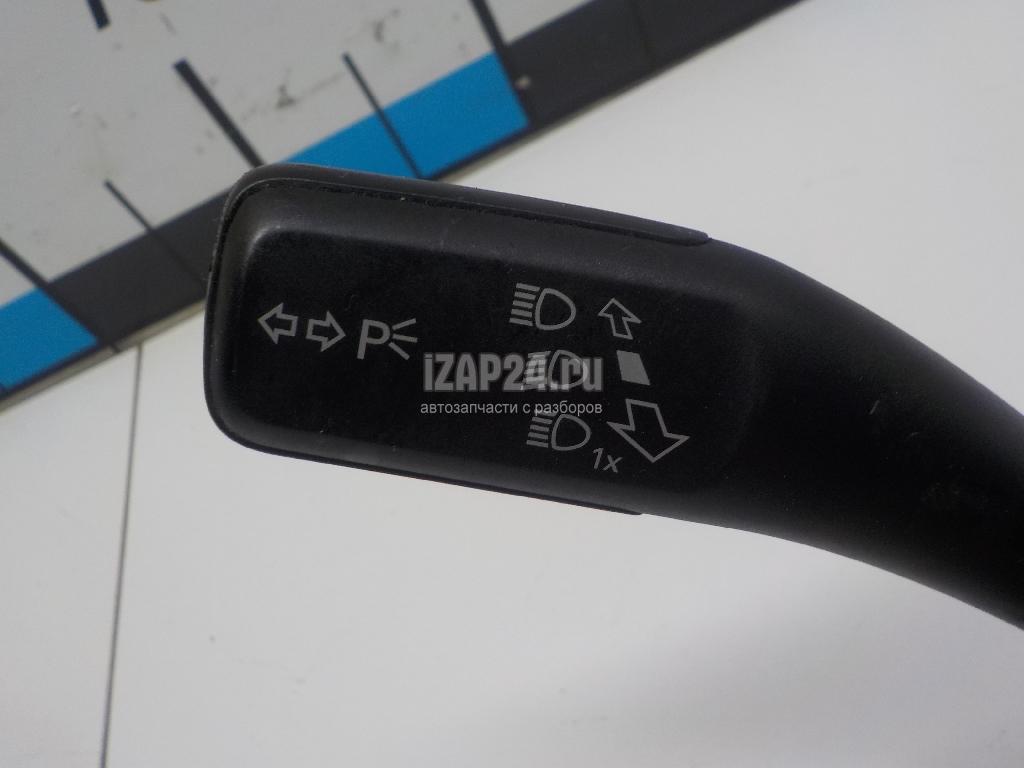 P
iZAP24.ru
автозапчасти с разборов
1x